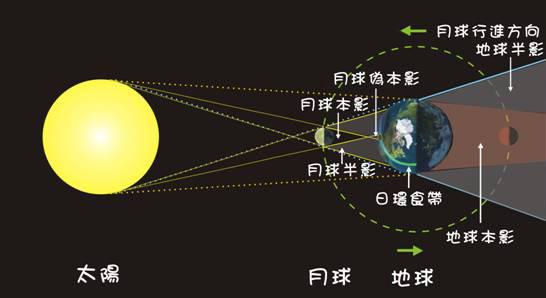 月球行進方向
地球半影
月球偽本影
月球本影
月球半影
日環食帶
地球本影
太陽
月球
地球